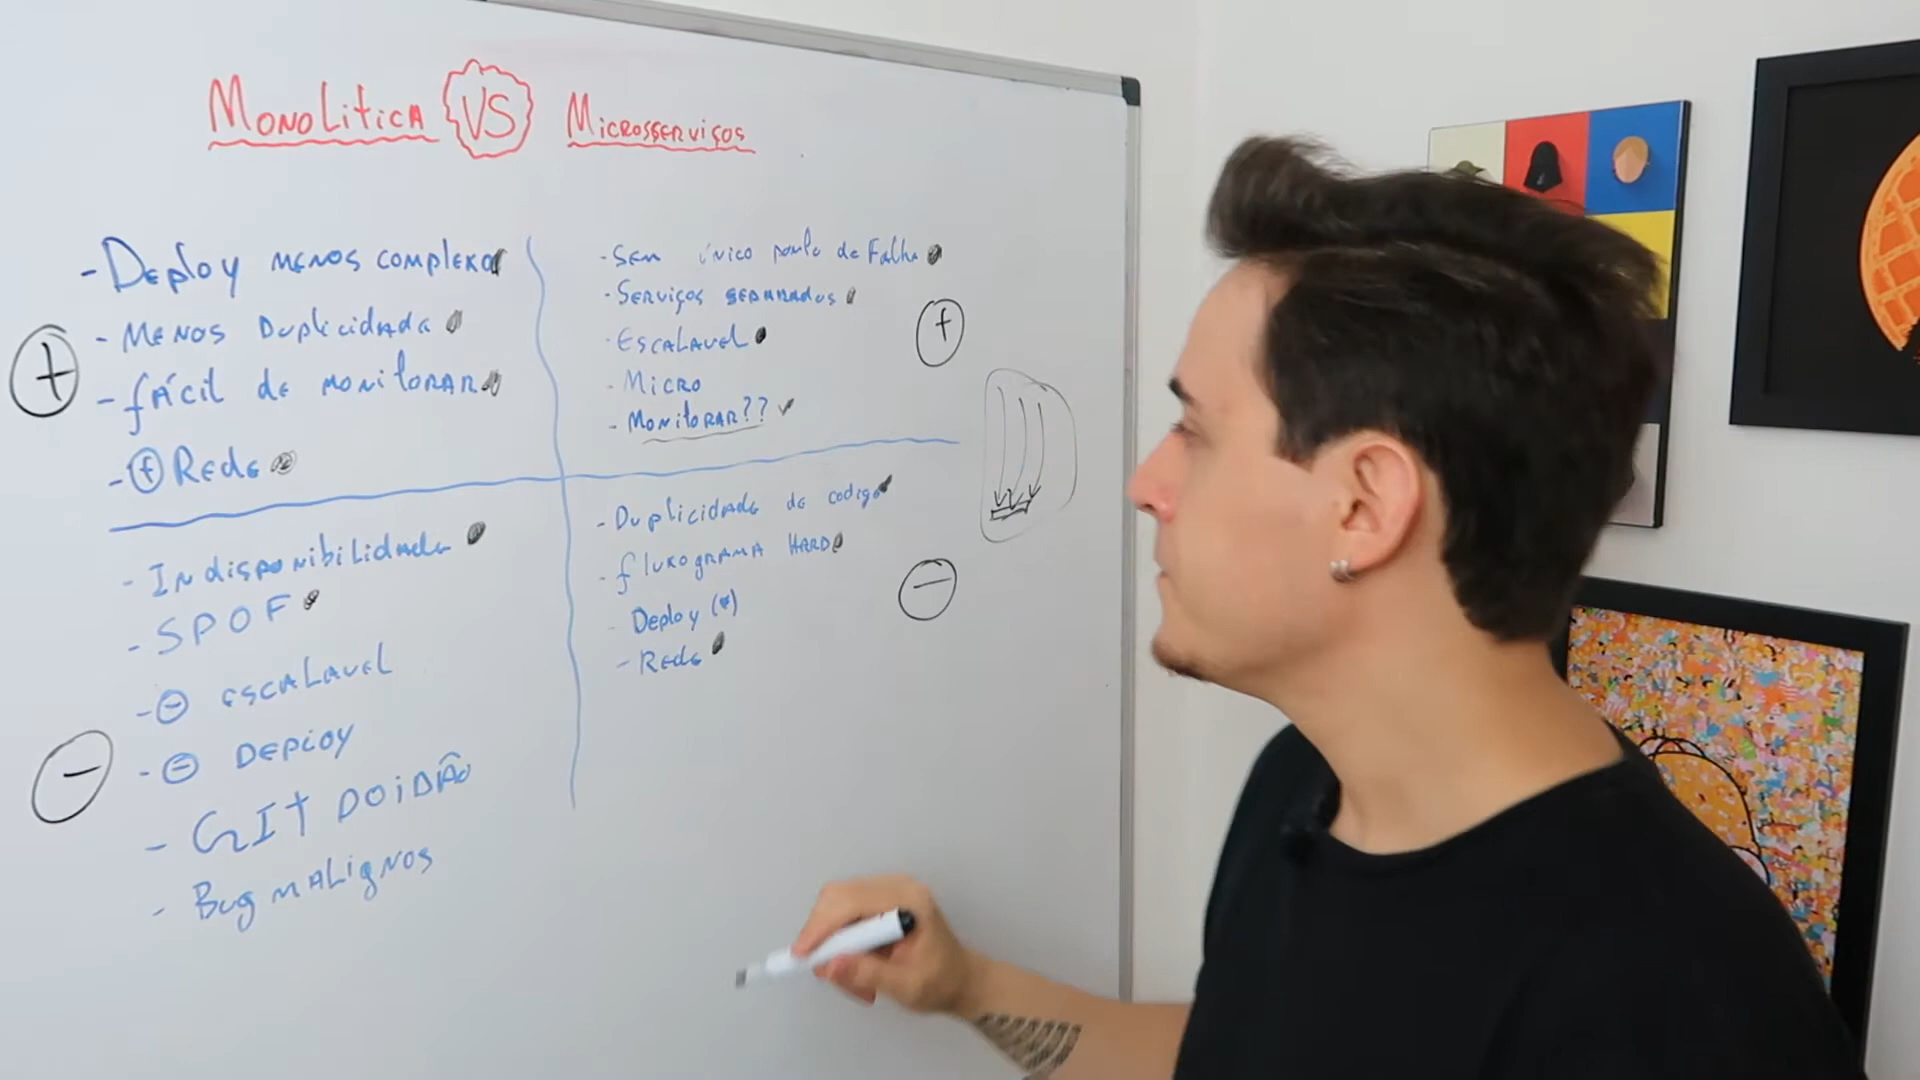 Monolitica VS Microsserviços
- Deploy menos complexo
- Menos Duplicidade
- fácil de monitorar
- + Rede
- Indisponibilidade
- SPOF
- - escalavel
- - Deploy
- GIT DOIDÃO
- Bug malignos
+
-
- Sem único ponto de Falha
- Serviços separados
- Escalavel
- Micro
- Monitorar??
+
- Duplicidade de codigo
- fluxograma HARD
- Deploy (*)
- Rede
-